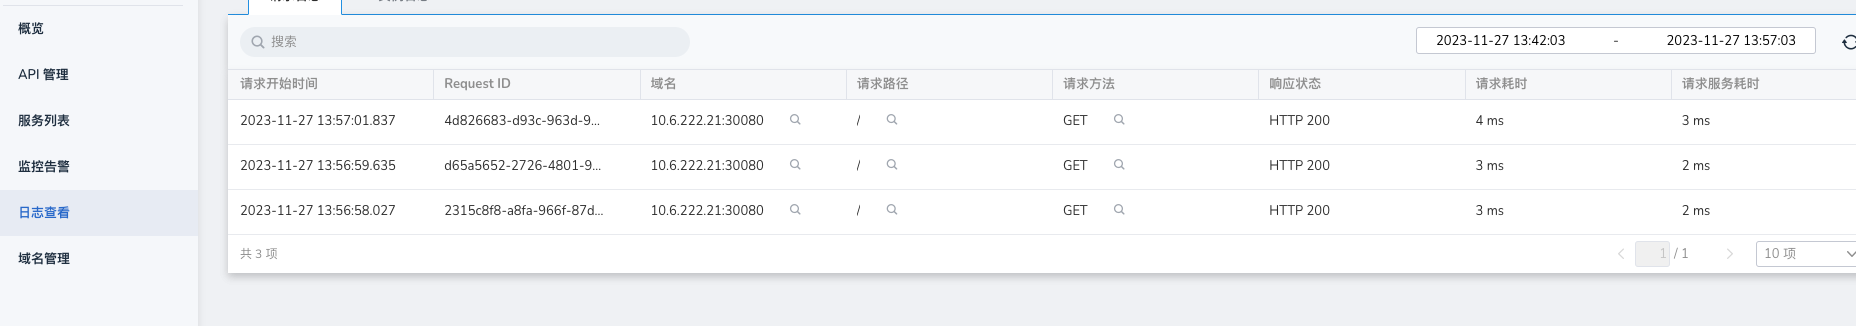 概览
API 管理
服务列表
监控告警
日志查看
域名管理
搜索
2023-11-27 13:42:03 - 2023-11-27 13:57:03
请求开始时间 Request ID 域名 请求路径 请求方法 响应状态 请求耗时 请求服务耗时
2023-11-27 13:57:01.837 4d826683-d93c-963d-9... 10.6.222.21:30080 / GET HTTP 200 4 ms 3 ms
2023-11-27 13:56:59.635 d65a5652-2726-4801-9... 10.6.222.21:30080 / GET HTTP 200 3 ms 2 ms
2023-11-27 13:56:58.027 2315c8f8-a8fa-966f-87d... 10.6.222.21:30080 / GET HTTP 200 3 ms 2 ms
共 3 项 1 / 1 10 项